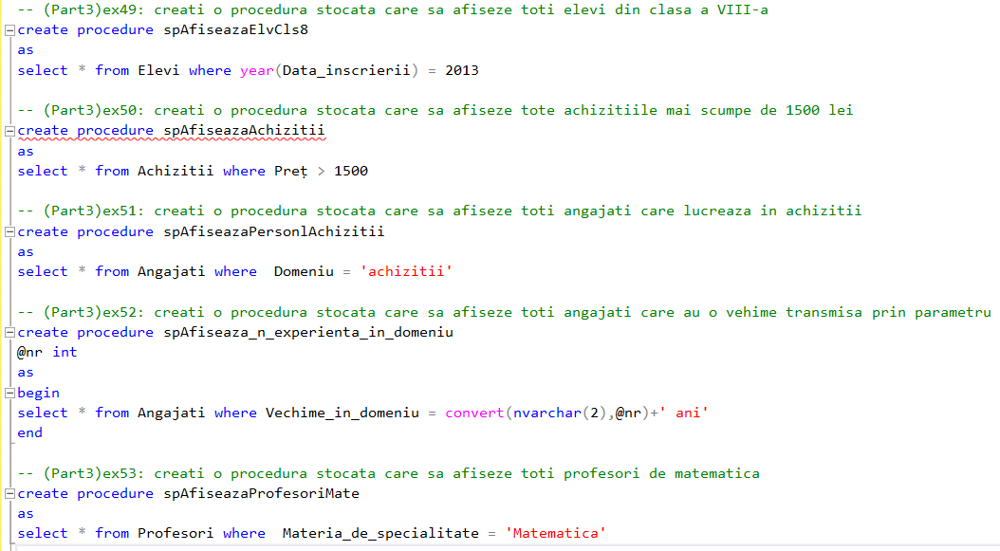 -- (Part3)ex49: creati o procedura stocata care sa afiseze toti elevi din clasa a VIII-a
create procedure spAfiseazaElvCls8
as
select * from Elevi where year(Data_inscrierii) = 2013
-- (Part3)ex50: creati o procedura stocata care sa afiseze tote achizitiile mai scumpe de 1500 lei
create procedure spAfiseazaAchizitii
as
select * from Achizitii where Preț > 1500
-- (Part3)ex51: creati o procedura stocata care sa afiseze toti angajati care lucreaza in achizitii
create procedure spAfiseazaPersonlAchizitii
as
select * from Angajati where  Domeniu = 'achizitii'
-- (Part3)ex52: creati o procedura stocata care sa afiseze toti angajati care au o vehime transmisa prin parametru
create procedure spAfiseaza_n_experienta_in_domeniu
@nr int
as
begin
select * from Angajati where Vechime_in_domeniu = convert(nvarchar(2),@nr)+' ani'
end
-- (Part3)ex53: creati o procedura stocata care sa afiseze toti profesori de matematica
create procedure spAfiseazaProfesoriMate
as
select * from Profesori where  Materia_de_specialitate = 'Matematica'